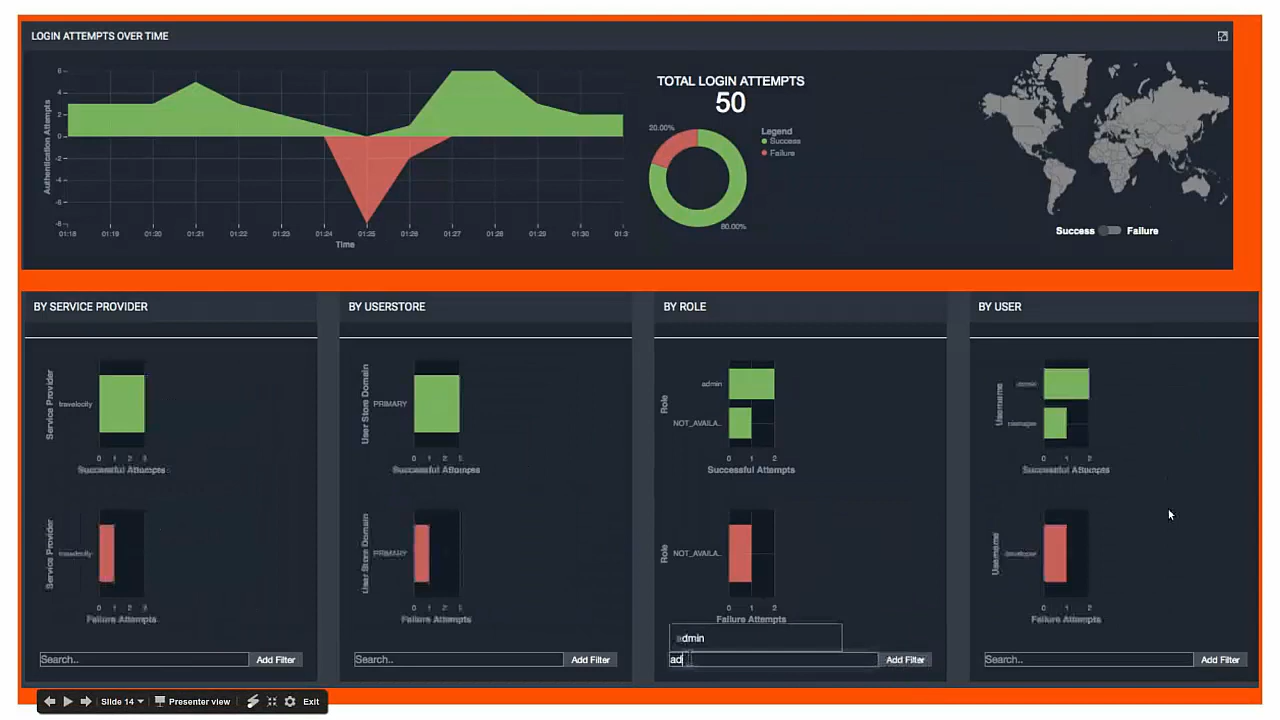 LOGIN ATTEMPTS OVER TIME
6
4
2
0
-2
-4
-6
-8
Authentication Attempts
01:18 01:19 01:20 01:21 01:22 01:23 01:24 01:25 01:26 01:27 01:28 01:29 01:30 01:3
Time
TOTAL LOGIN ATTEMPTS
50
20.00%
80.00%
Legend
Success
Failure
Success Failure
BY SERVICE PROVIDER
Service Provider
travelocity
0 1 2 3
Successful Attempts
Service Provider
travelocity
0 1 2 3
Failure Attempts
Search..
Add Filter
BY USERSTORE
User Store Domain
PRIMARY
0 1 2 3
Successful Attempts
User Store Domain
PRIMARY
0 1 2 3
Failure Attempts
Search..
Add Filter
BY ROLE
Role
admin
NOT_AVAILA..
0 1 2
Successful Attempts
Role
NOT_AVAILA..
0 1 2
Failure Attempts
admin
ad
Add Filter
BY USER
Username
admin
manager
0 1 2
Successful Attempts
Username
developer
0 1 2
Failure Attempts
Search..
Add Filter
Slide 14
Presenter view
Exit